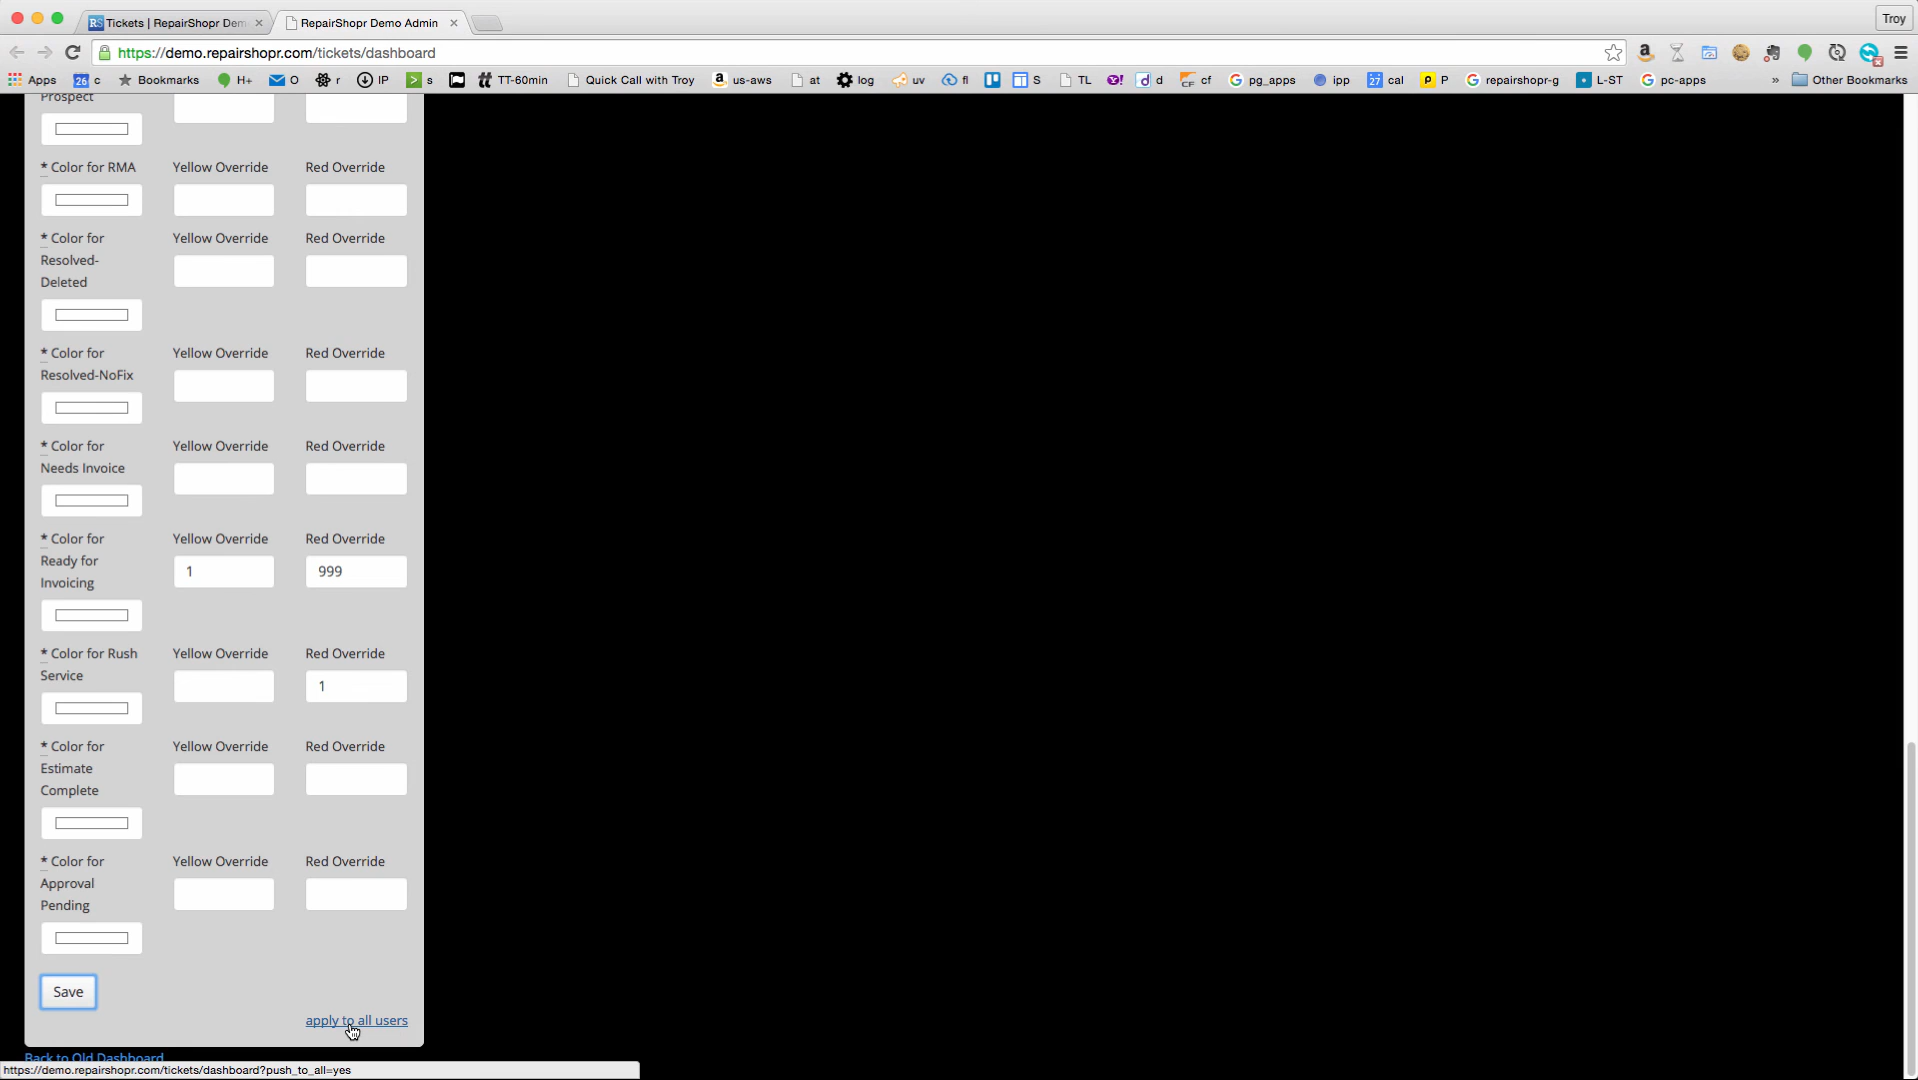 Tickets | RepairShopr Dem
RepairShopr Demo Admin
Troy
https://demo.repairshopr.com/tickets/dashboard
Apps
26 c
Bookmarks
H+
O
r
IP
s
TT-60min
Quick Call with Troy
us-aws
at
log
uv
fl
S
TL
d
cf
pg_apps
ipp
27 cal
P
repairshopr-g
L-ST
pc-apps
»
Other Bookmarks
Prospect
* Color for RMA
Yellow Override
Red Override
* Color for
Resolved-
Deleted
Yellow Override
Red Override
* Color for
Resolved-NoFix
Yellow Override
Red Override
* Color for
Needs Invoice
Yellow Override
Red Override
* Color for
Ready for
Invoicing
Yellow Override
1
Red Override
999
* Color for Rush
Service
Yellow Override
Red Override
1
* Color for
Estimate
Complete
Yellow Override
Red Override
* Color for
Approval
Pending
Yellow Override
Red Override
Save
apply to all users
Back to Old Dashboard
https://demo.repairshopr.com/tickets/dashboard?push_to_all=yes